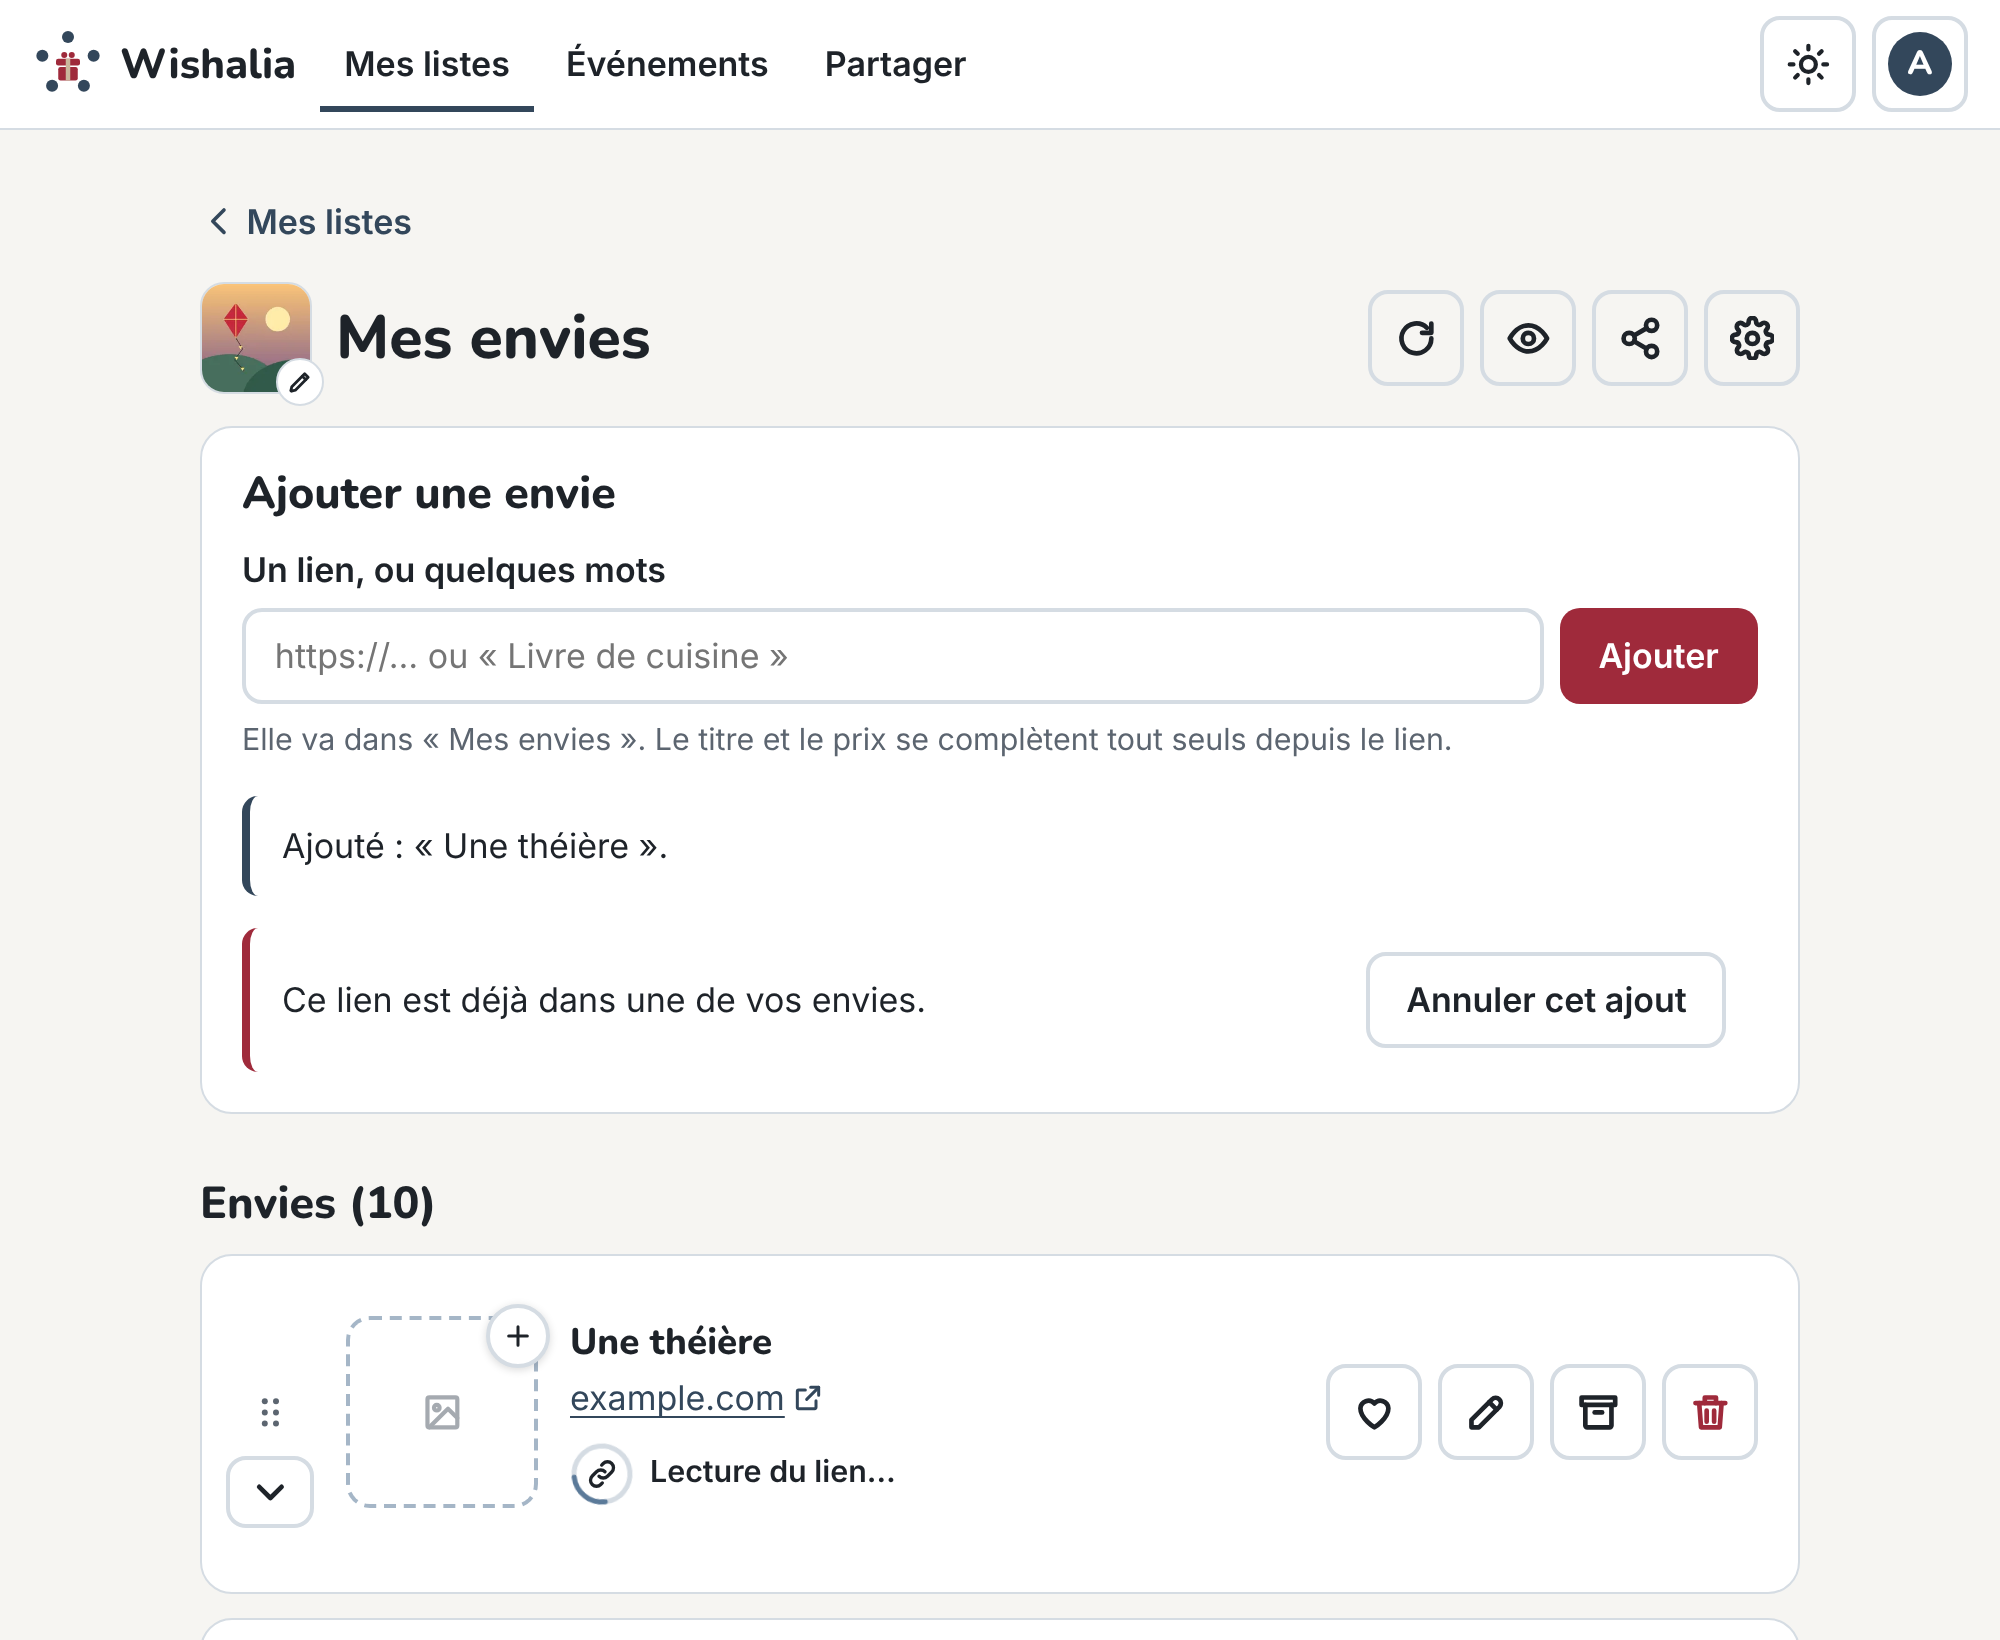 Wishalia
Mes listes
Événements
Partager
A
Mes listes
Mes envies
Ajouter une envie
Un lien, ou quelques mots
https://... ou « Livre de cuisine »
Ajouter
Elle va dans « Mes envies ». Le titre et le prix se complètent tout seuls depuis le lien.
Ajouté : « Une théière ».
Ce lien est déjà dans une de vos envies.
Annuler cet ajout
Envies (10)
Une théière
example.com
Lecture du lien...